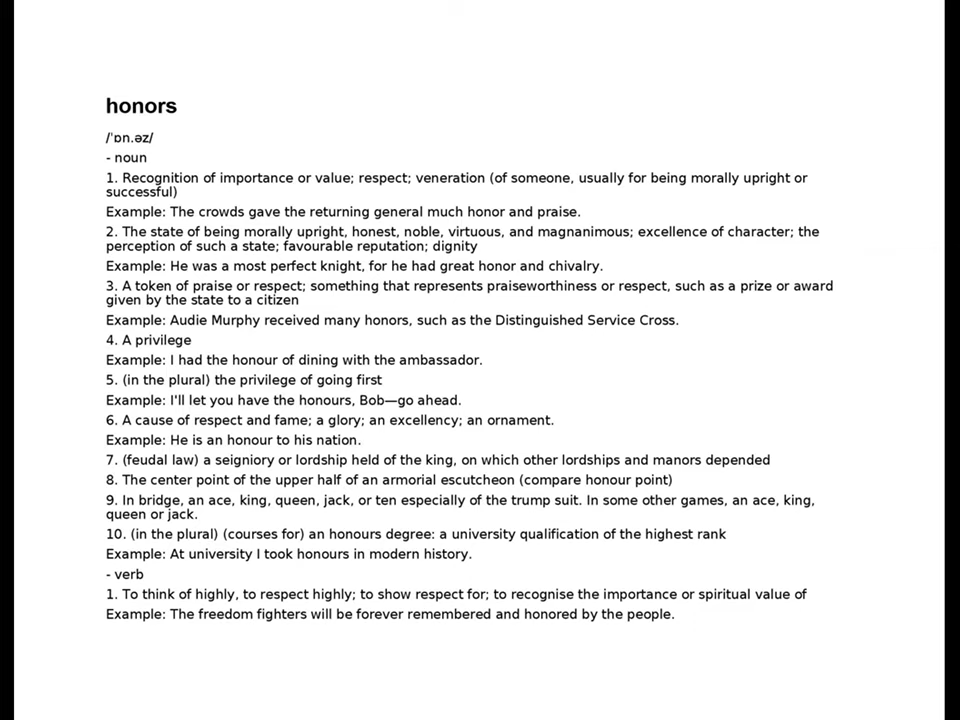 honors
/ˈɒn.əz/
- noun
1. Recognition of importance or value; respect; veneration (of someone, usually for being morally upright or
successful)
Example: The crowds gave the returning general much honor and praise.
2. The state of being morally upright, honest, noble, virtuous, and magnanimous; excellence of character; the
perception of such a state; favourable reputation; dignity
Example: He was a most perfect knight, for he had great honor and chivalry.
3. A token of praise or respect; something that represents praiseworthiness or respect, such as a prize or award
given by the state to a citizen
Example: Audie Murphy received many honors, such as the Distinguished Service Cross.
4. A privilege
Example: I had the honour of dining with the ambassador.
5. (in the plural) the privilege of going first
Example: I'll let you have the honours, Bob—go ahead.
6. A cause of respect and fame; a glory; an excellency; an ornament.
Example: He is an honour to his nation.
7. (feudal law) a seigniory or lordship held of the king, on which other lordships and manors depended
8. The center point of the upper half of an armorial escutcheon (compare honour point)
9. In bridge, an ace, king, queen, jack, or ten especially of the trump suit. In some other games, an ace, king,
queen or jack.
10. (in the plural) (courses for) an honours degree: a university qualification of the highest rank
Example: At university I took honours in modern history.
- verb
1. To think of highly, to respect highly; to show respect for; to recognise the importance or spiritual value of
Example: The freedom fighters will be forever remembered and honored by the people.